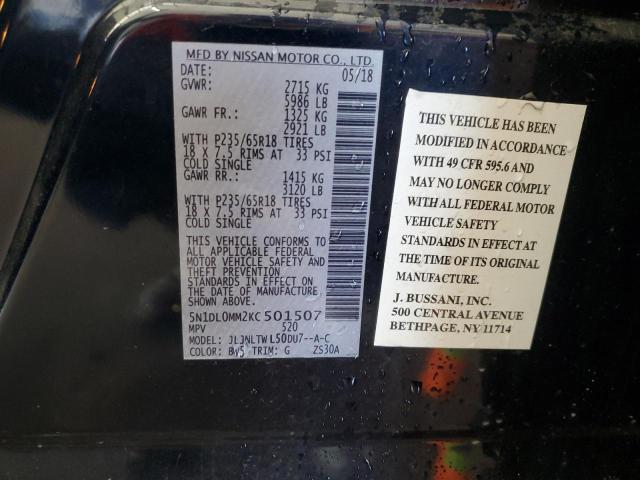 MFD BY NISSAN MOTOR CO., LTD.
DATE: 05/18
GVWR: 2715 KG
5986 LB
GAWR FR.: 1325 KG
2921 LB
WITH P235/65R18 TIRES
18 X 7.5 RIMS AT 33 PSI
COLD SINGLE
GAWR RR.: 1415 KG
3120 LB
WITH P235/65R18 TIRES
18 X 7.5 RIMS AT 33 PSI
COLD SINGLE
THIS VEHICLE CONFORMS TO
ALL APPLICABLE FEDERAL
MOTOR VEHICLE SAFETY AND
THEFT PREVENTION
STANDARDS IN EFFECT ON THE
DATE OF MANUFACTURE.
5N1DL0MM2KC501507
MPV 520
MODEL: JL3NLTWL50DU7--A-C
COLOR: BW5 TRIM: G ZS30A
THIS VEHICLE HAS BEEN
MODIFIED IN ACCORDANCE
WITH 49 CFR 595.6 AND
MAY NO LONGER COMPLY
WITH ALL FEDERAL MOTOR
VEHICLE SAFETY
STANDARDS IN EFFECT AT
THE TIME OF ITS ORIGINAL
MANUFACTURE.
J. BUSSANI, INC.
500 CENTRAL AVENUE
BETHPAGE, NY 11714